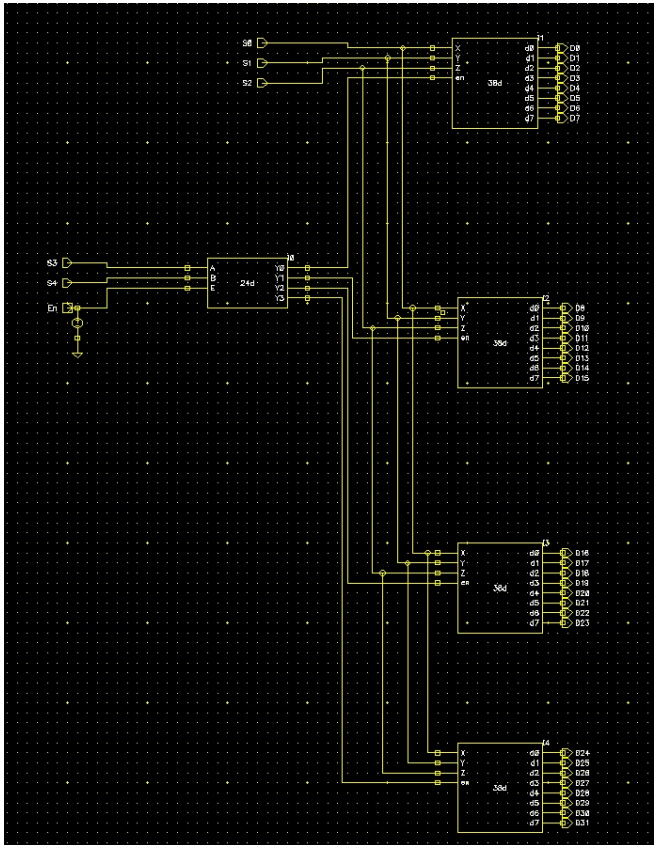 S0 X d0 D0
S1 Y d1 D1
S2 Z d2 D2
en d3 D3
38d d4 D4
d5 D5
d6 D6
d7 D7
S3 A Y0
S4 B Y1
24d
En E Y2
Y3
X d0 D8
Y d1 D9
Z d2 D10
en d3 D11
38d d4 D12
d5 D13
d6 D14
d7 D15
X d0 D16
Y d1 D17
Z d2 D18
en d3 D19
38d d4 D20
d5 D21
d6 D22
d7 D23
X d0 D24
Y d1 D25
Z d2 D26
en d3 D27
38d d4 D28
d5 D29
d6 D30
d7 D31